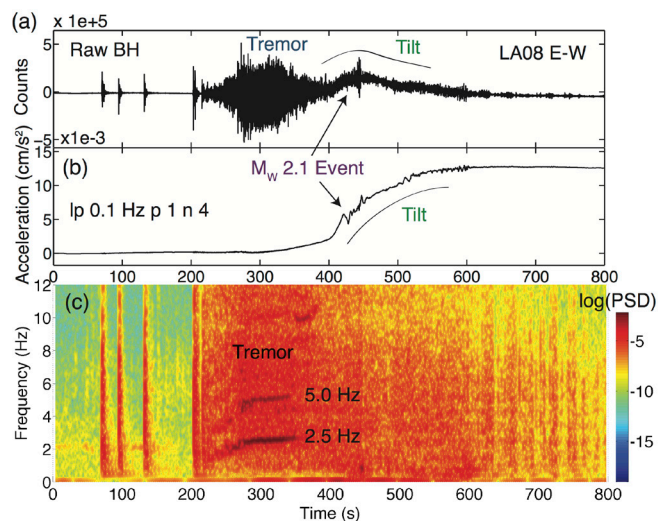 (a) x 10e+5
Raw BH Tremor Tilt LA08 E-W
Counts
5
0
-5
x10e-3
(b)
Acceleration (cm/s²)
15
10
5
0
M_W 2.1 Event
lp 0.1 Hz p 1 n 4
Tilt
0 100 200 300 400 500 600 700 800
(c)
log(PSD)
Frequency (Hz)
12
10
8
6
4
2
0
Tremor
5.0 Hz
2.5 Hz
-5
-10
-15
0 100 200 300 400 500 600 700 800
Time (s)